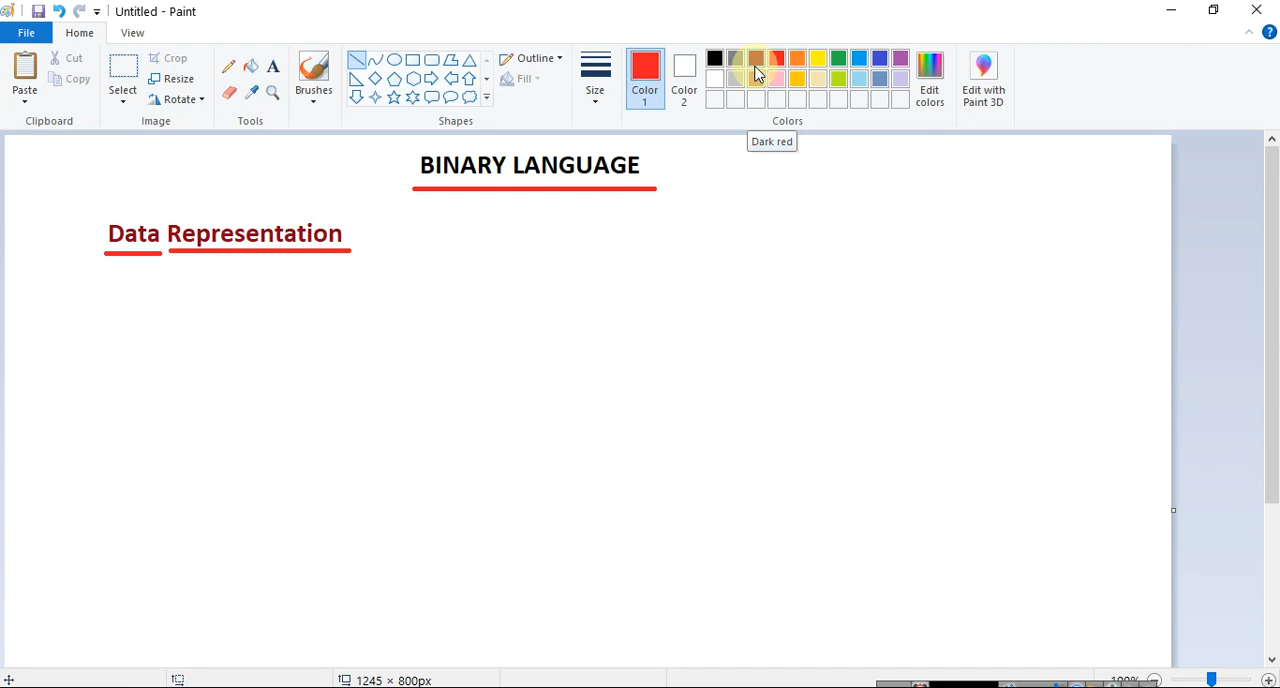 Untitled - Paint
File Home View
Paste
Cut
Copy
Clipboard
Select
Crop
Resize
Rotate
Image
A
Tools
Brushes
Shapes
Outline
Fill
Size
Color 1
Color 2
Colors
Edit colors
Edit with Paint 3D
Dark red
BINARY LANGUAGE
Data Representation
1245 × 800px
100%